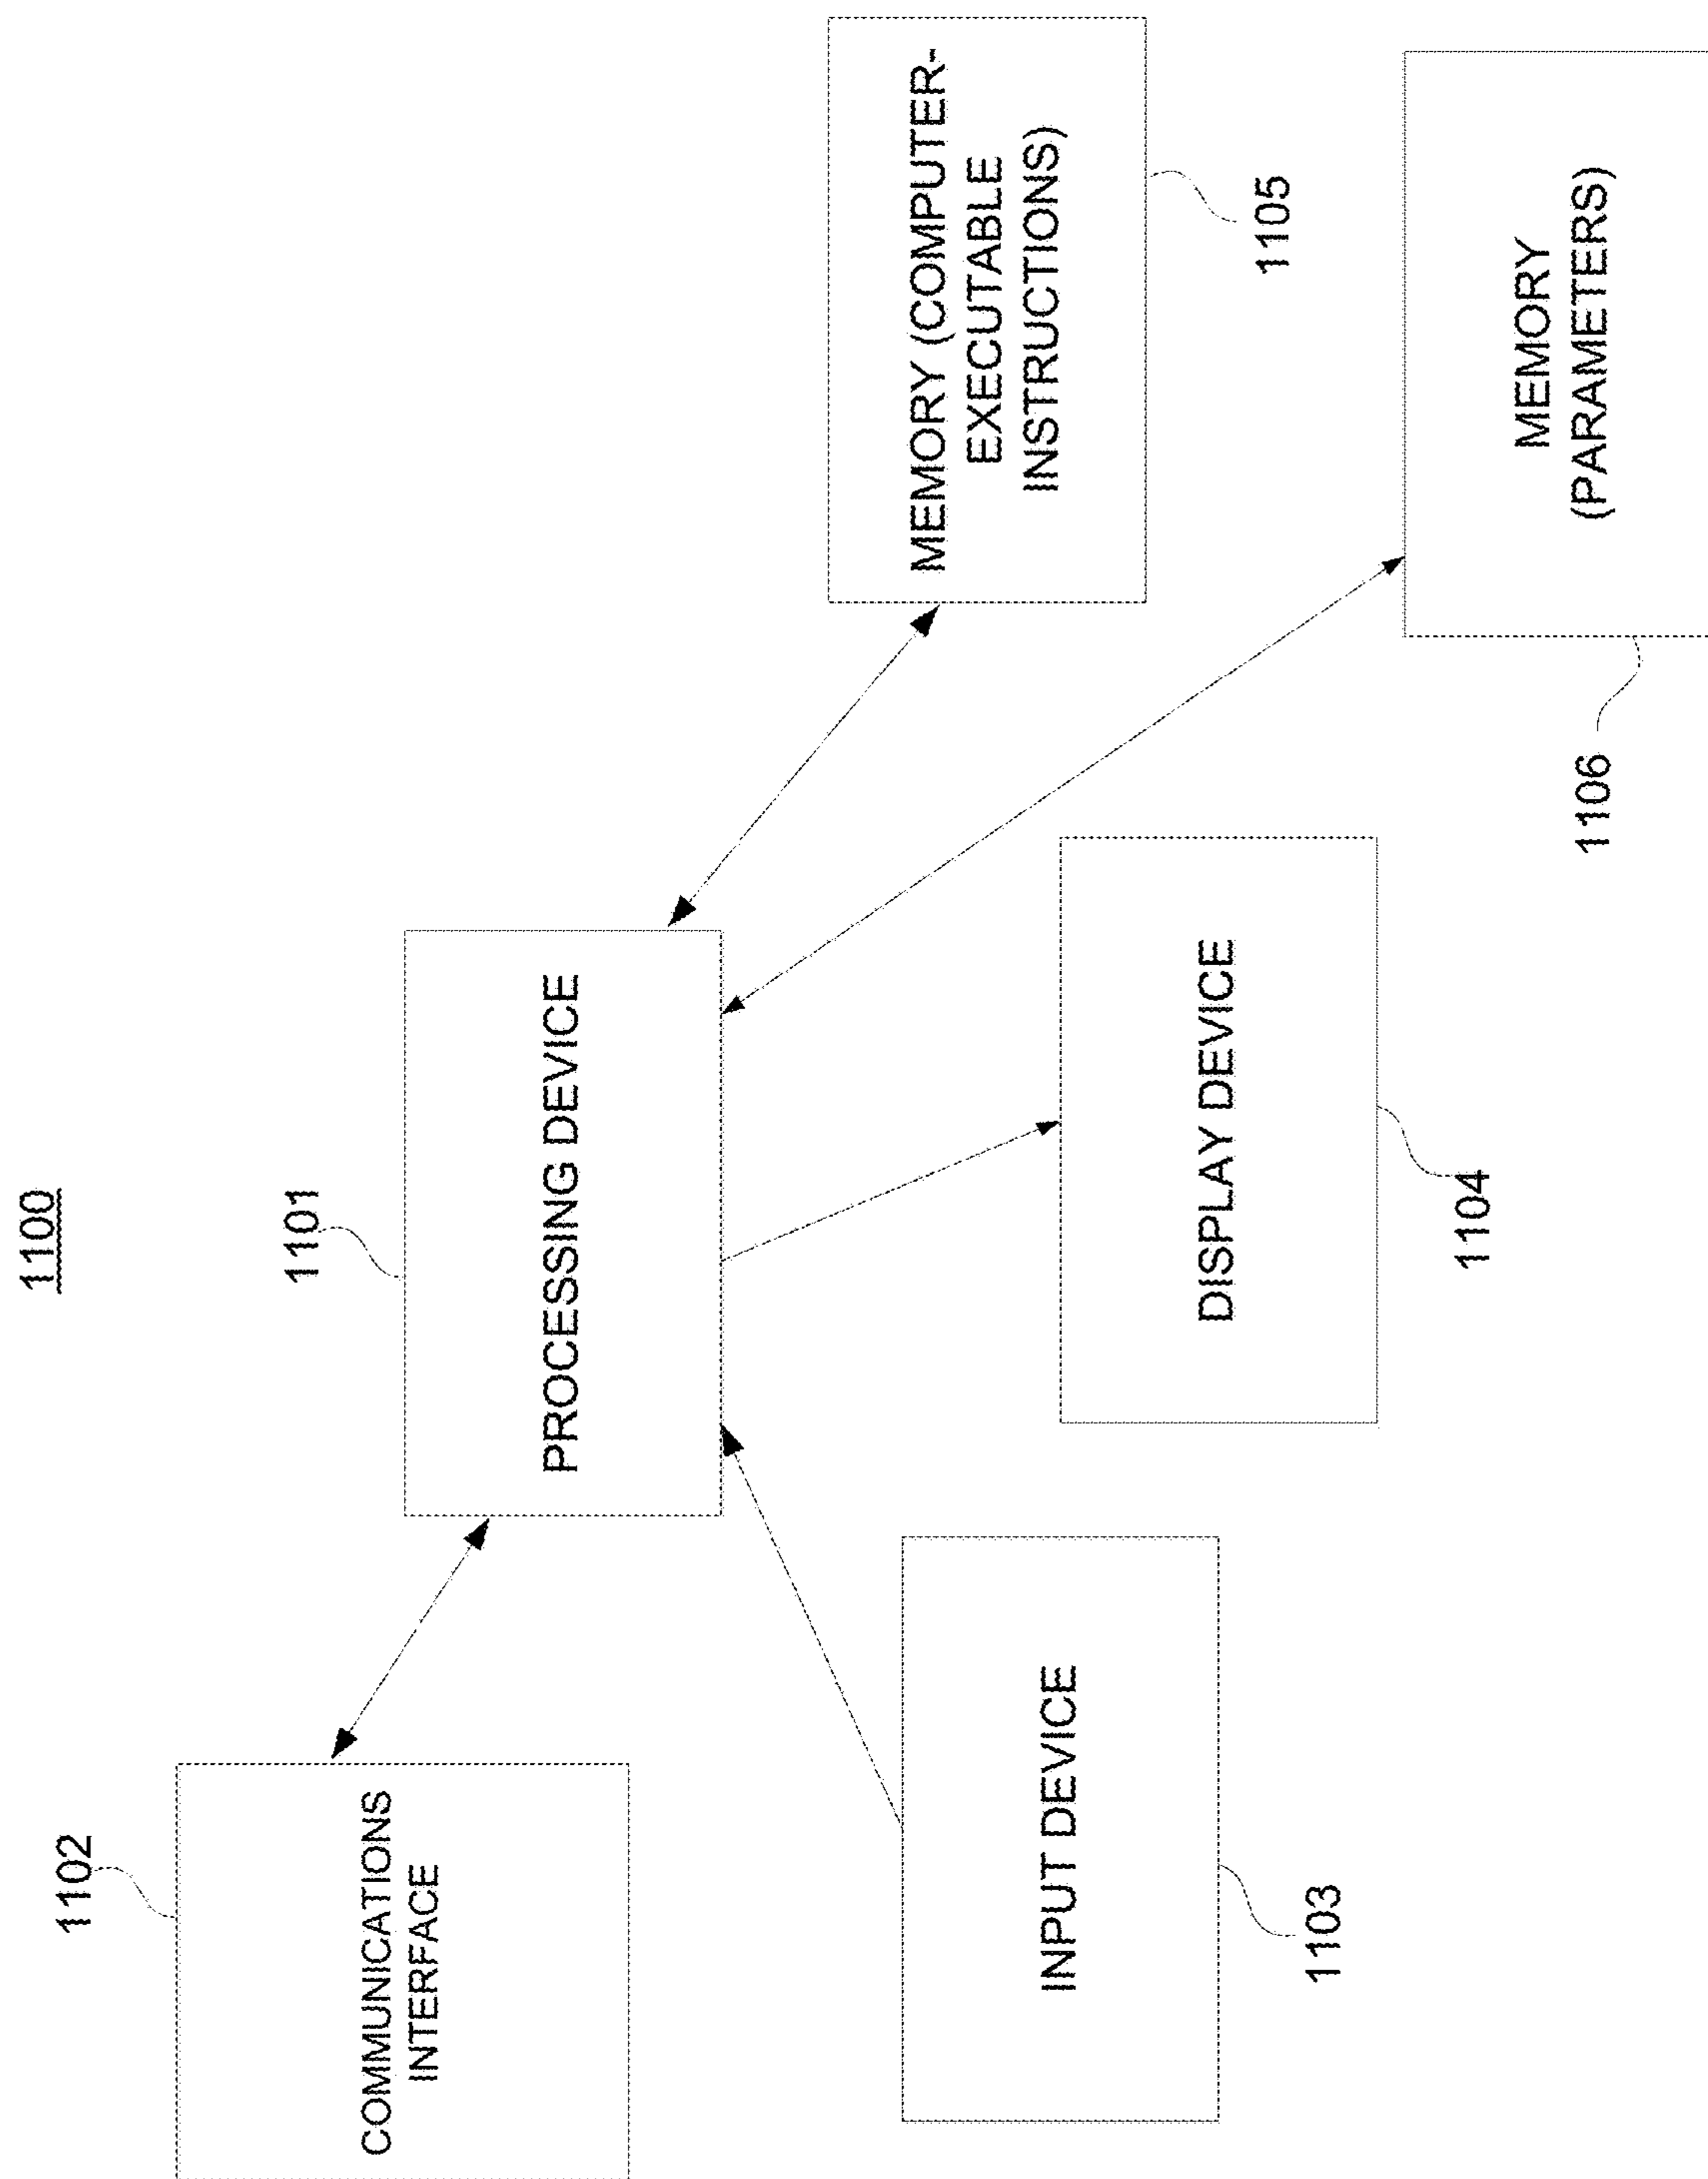 1100
1101
PROCESSING DEVICE
1102
COMMUNICATIONS
INTERFACE
MEMORY (COMPUTER-
EXECUTABLE
INSTRUCTIONS)
1105
INPUT DEVICE
1103
DISPLAY DEVICE
1104
MEMORY
(PARAMETERS)
1106